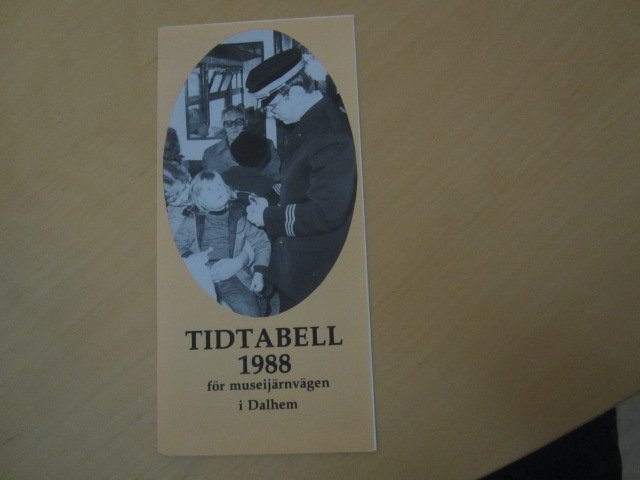 TIDTABELL
1988
för museijärnvägen
i Dalhem